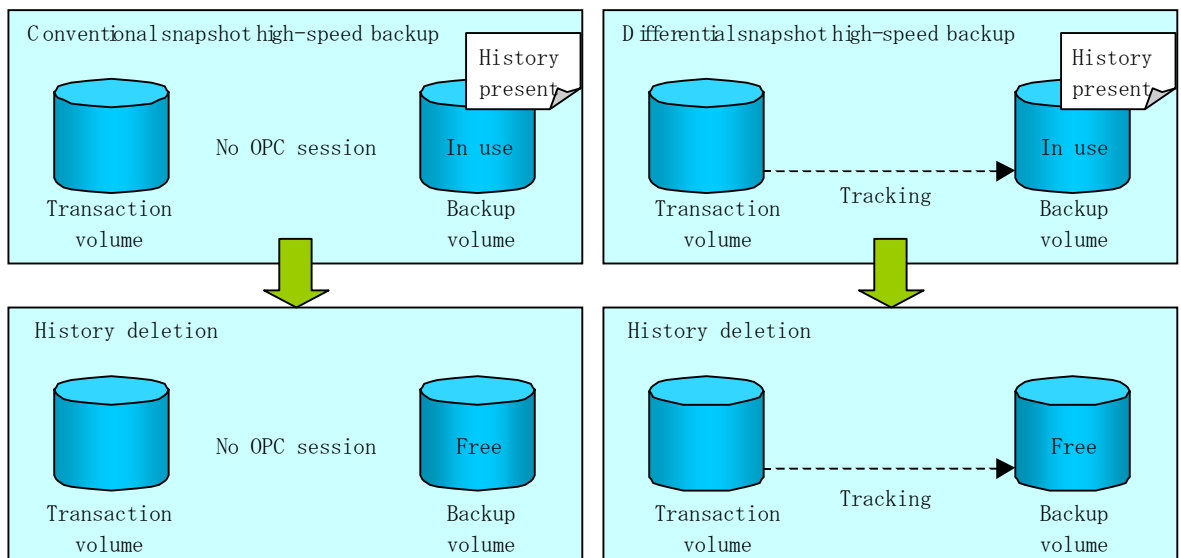 Conventional snapshot high-speed backup
History
present
No OPC session
In use
Transaction
volume
Backup
volume
Differential snapshot high-speed backup
History
present
In use
Tracking
Transaction
volume
Backup
volume
History deletion
No OPC session
Free
Transaction
volume
Backup
volume
History deletion
Free
Tracking
Transaction
volume
Backup
volume